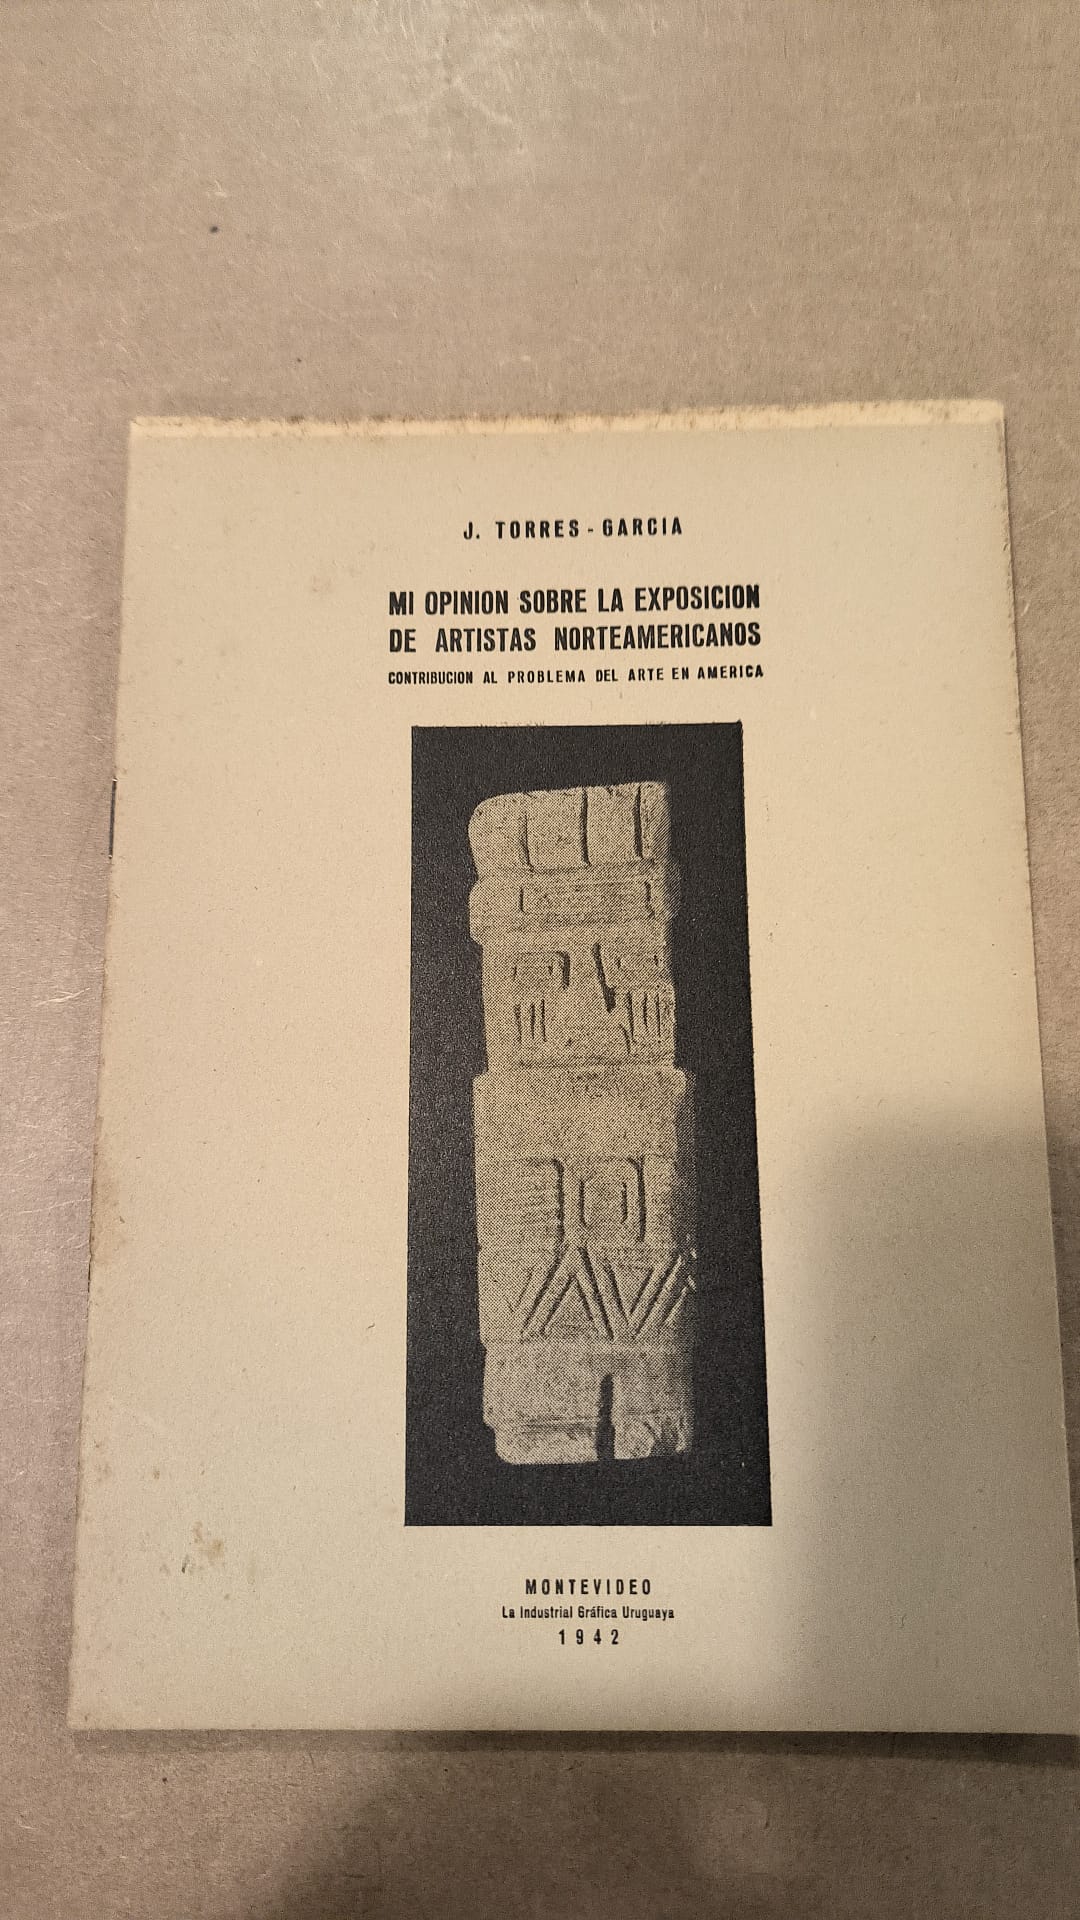 J. TORRES - GARCIA
MI OPINION SOBRE LA EXPOSICION
DE ARTISTAS NORTEAMERICANOS
CONTRIBUCION AL PROBLEMA DEL ARTE EN AMERICA
MONTEVIDEO
La Industrial Gráfica Uruguaya
1942